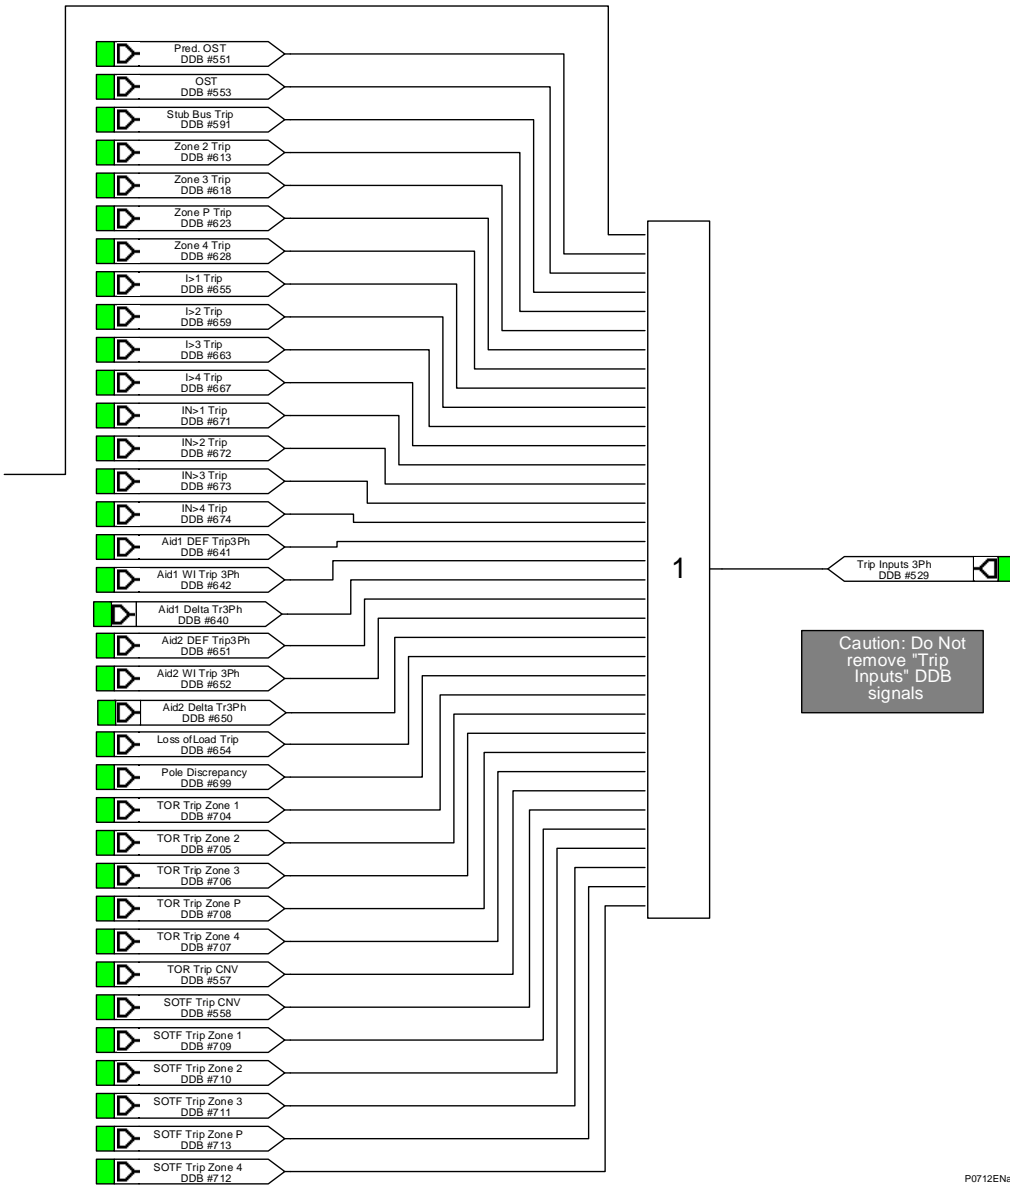 Pred. OST
DDB #551
OST
DDB #553
Stub Bus Trip
DDB #591
Zone 2 Trip
DDB #613
Zone 3 Trip
DDB #618
Zone P Trip
DDB #623
Zone 4 Trip
DDB #628
I>1 Trip
DDB #655
I>2 Trip
DDB #659
I>3 Trip
DDB #663
I>4 Trip
DDB #667
IN>1 Trip
DDB #671
IN>2 Trip
DDB #672
IN>3 Trip
DDB #673
IN>4 Trip
DDB #674
Aid1 DEF Trip3Ph
DDB #641
Aid1 WI Trip 3Ph
DDB #642
Aid1 Delta Tr3Ph
DDB #640
Aid2 DEF Trip3Ph
DDB #651
Aid2 WI Trip 3Ph
DDB #652
Aid2 Delta Tr3Ph
DDB #650
Loss ofLoad Trip
DDB #654
Pole Discrepancy
DDB #699
TOR Trip Zone 1
DDB #704
TOR Trip Zone 2
DDB #705
TOR Trip Zone 3
DDB #706
TOR Trip Zone P
DDB #708
TOR Trip Zone 4
DDB #707
TOR Trip CNV
DDB #557
SOTF Trip CNV
DDB #558
SOTF Trip Zone 1
DDB #709
SOTF Trip Zone 2
DDB #710
SOTF Trip Zone 3
DDB #711
SOTF Trip Zone P
DDB #713
SOTF Trip Zone 4
DDB #712
1
Trip Inputs 3Ph
DDB #529
Caution: Do Not
remove "Trip
Inputs" DDB
signals
P0712ENa